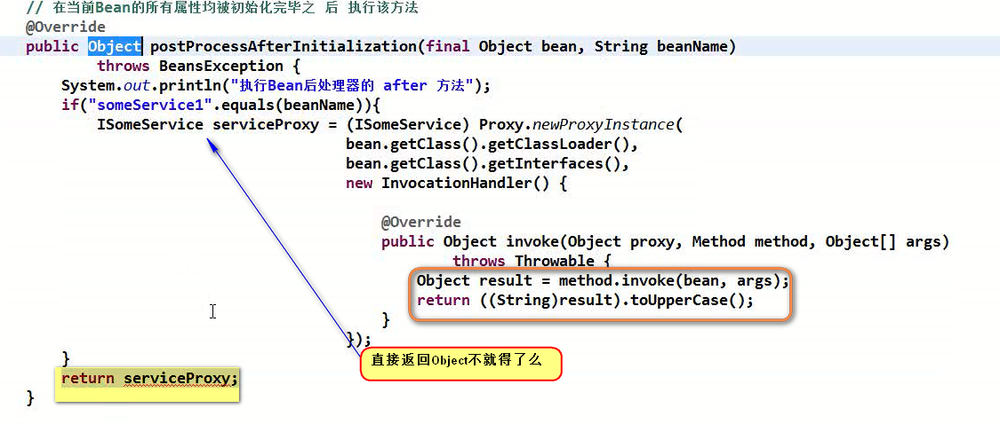 // 在当前Bean的所有属性均被初始化完毕之 后 执行该方法
@Override
public Object postProcessAfterInitialization(final Object bean, String beanName)
throws BeansException {
System.out.println("执行Bean后处理器的 after 方法");
if("someService1".equals(beanName)){
ISomeService serviceProxy = (ISomeService) Proxy.newProxyInstance(
bean.getClass().getClassLoader(),
bean.getClass().getInterfaces(),
new InvocationHandler() {
@Override
public Object invoke(Object proxy, Method method, Object[] args)
throws Throwable {
Object result = method.invoke(bean, args);
return ((String)result).toUpperCase();
}
});
直接返回Object不就得了么
}
return serviceProxy;
}